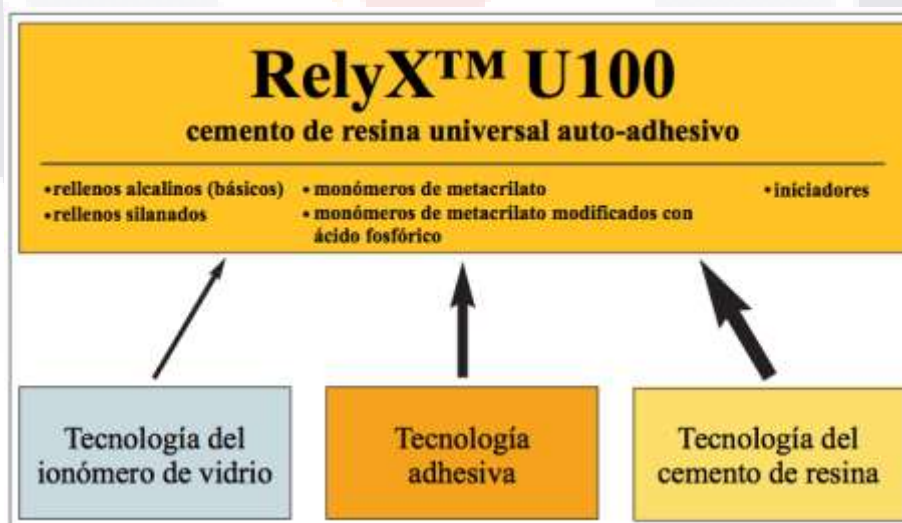 RelyX™ U100
cemento de resina universal auto-adhesivo
•rellenos alcalinos (básicos)
•rellenos silanados
• monómeros de metacrilato
• monómeros de metacrilato modificados con
ácido fosfórico
•iniciadores
Tecnología del
ionómero de vidrio
Tecnología
adhesiva
Tecnología del
cemento de resina